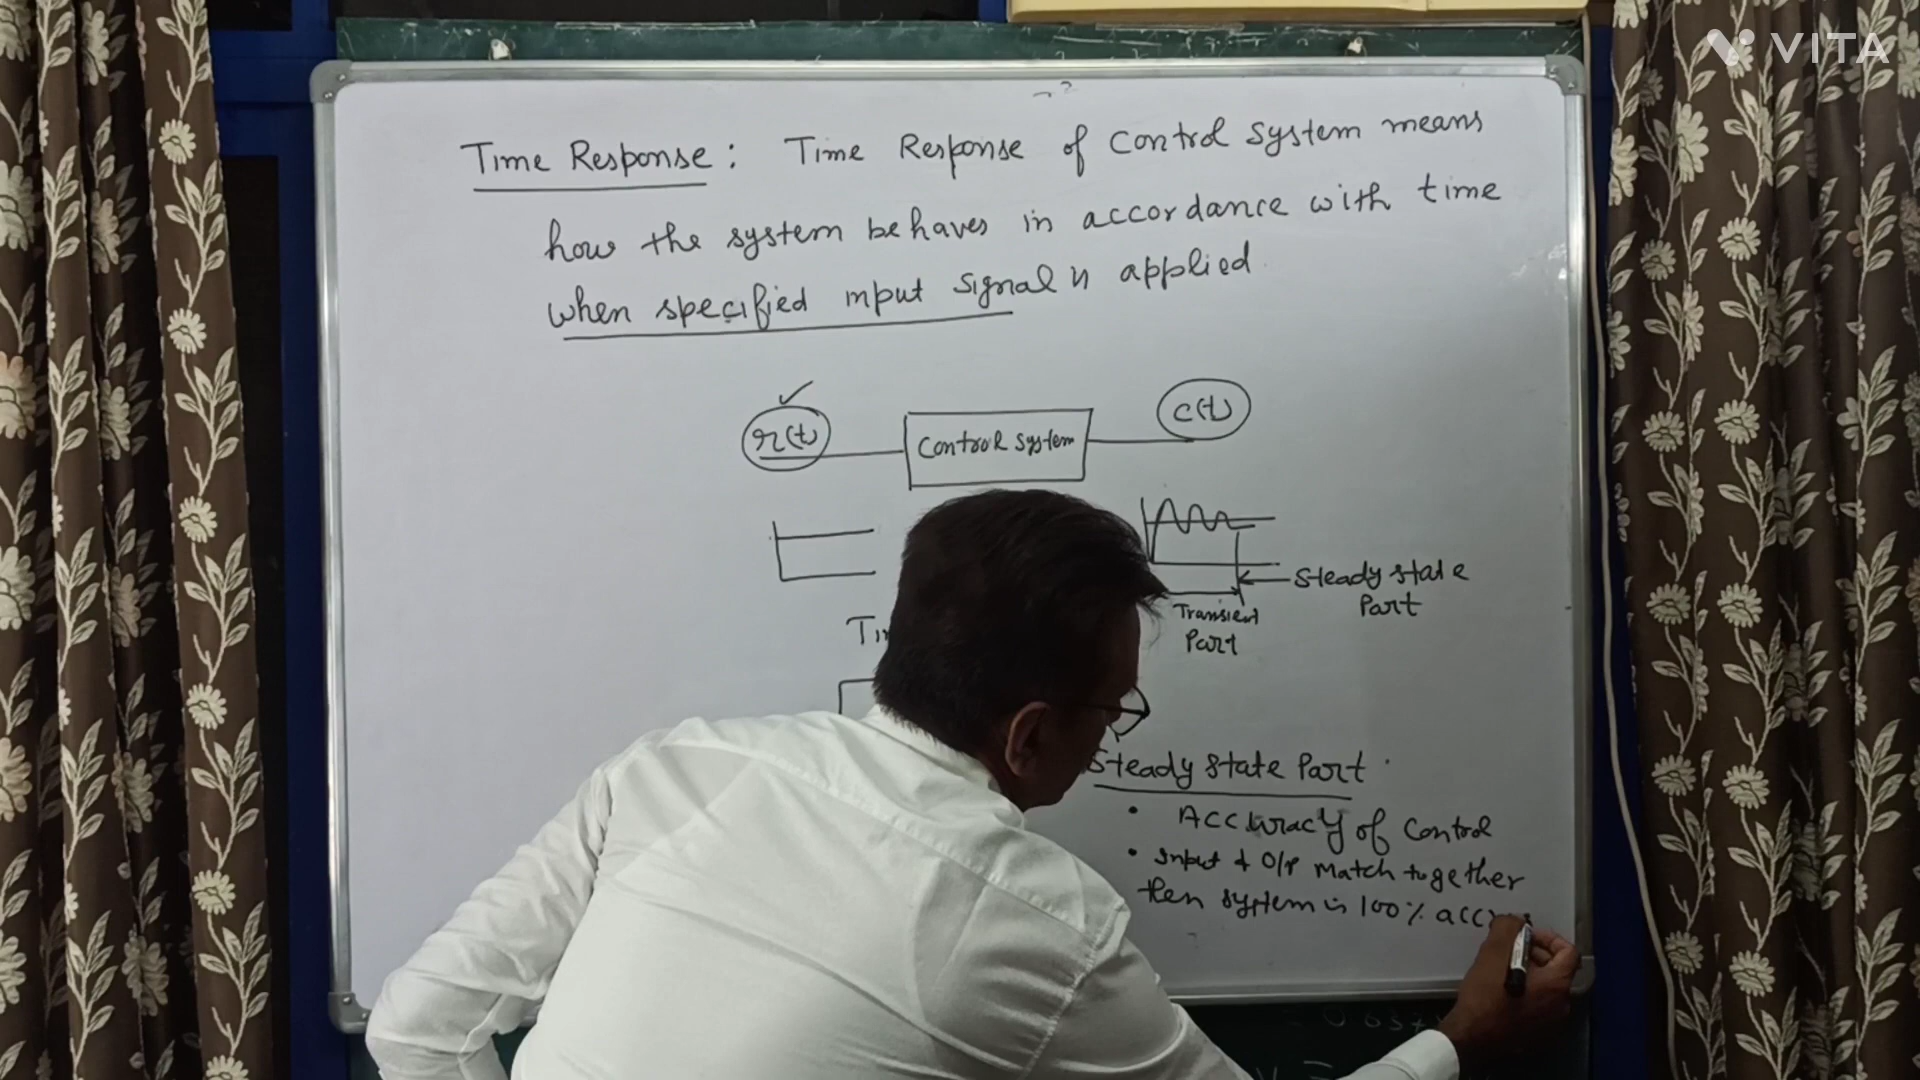 VITA
Time Response : Time Response of Control System means
how the system behaves in accordance with time
when specified input signal is applied
r(t)
Control System
c(t)
Steady state
Part
Transient
Part
Steady state Part
• Accuracy of Control
• Input & O/P Match together
then system is 100%